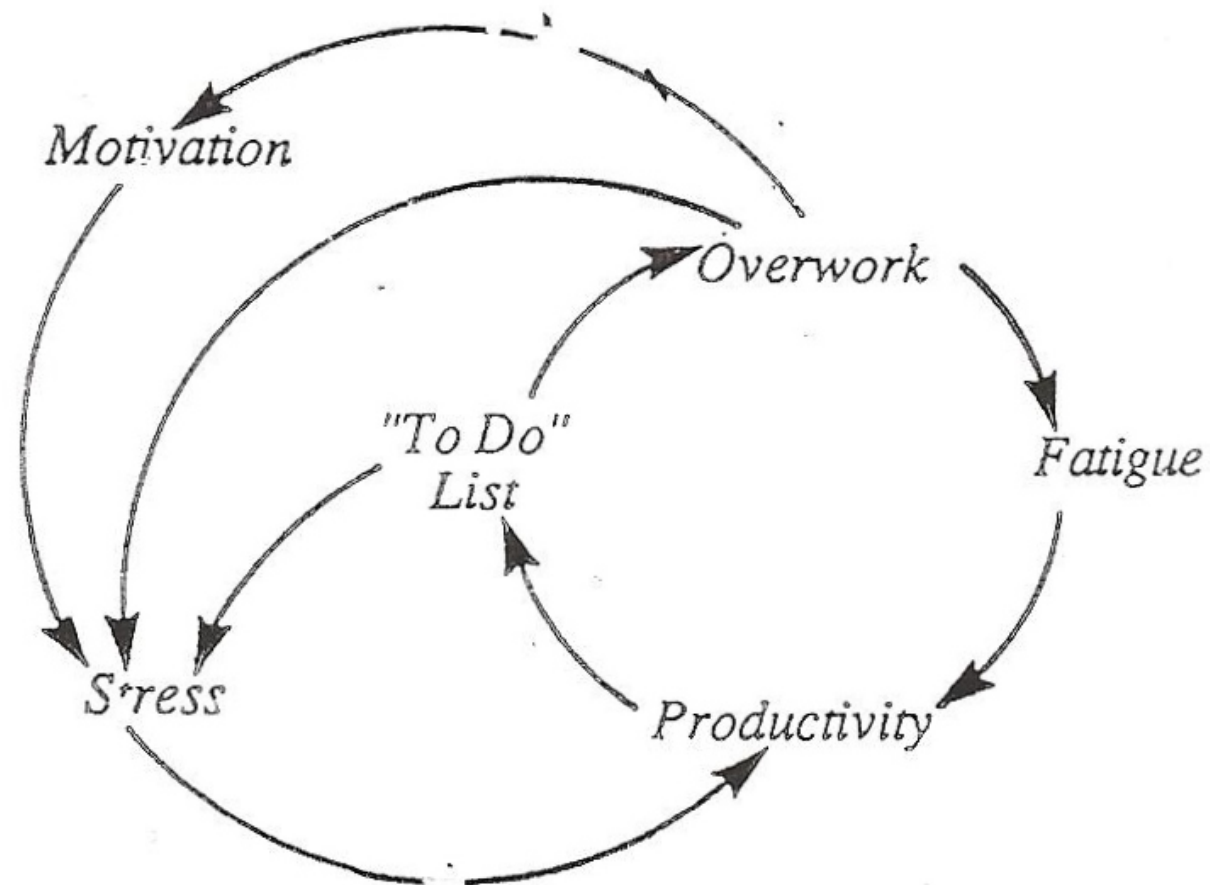 Motivation
Overwork
"To Do"
List
Fatigue
Stress
Productivity